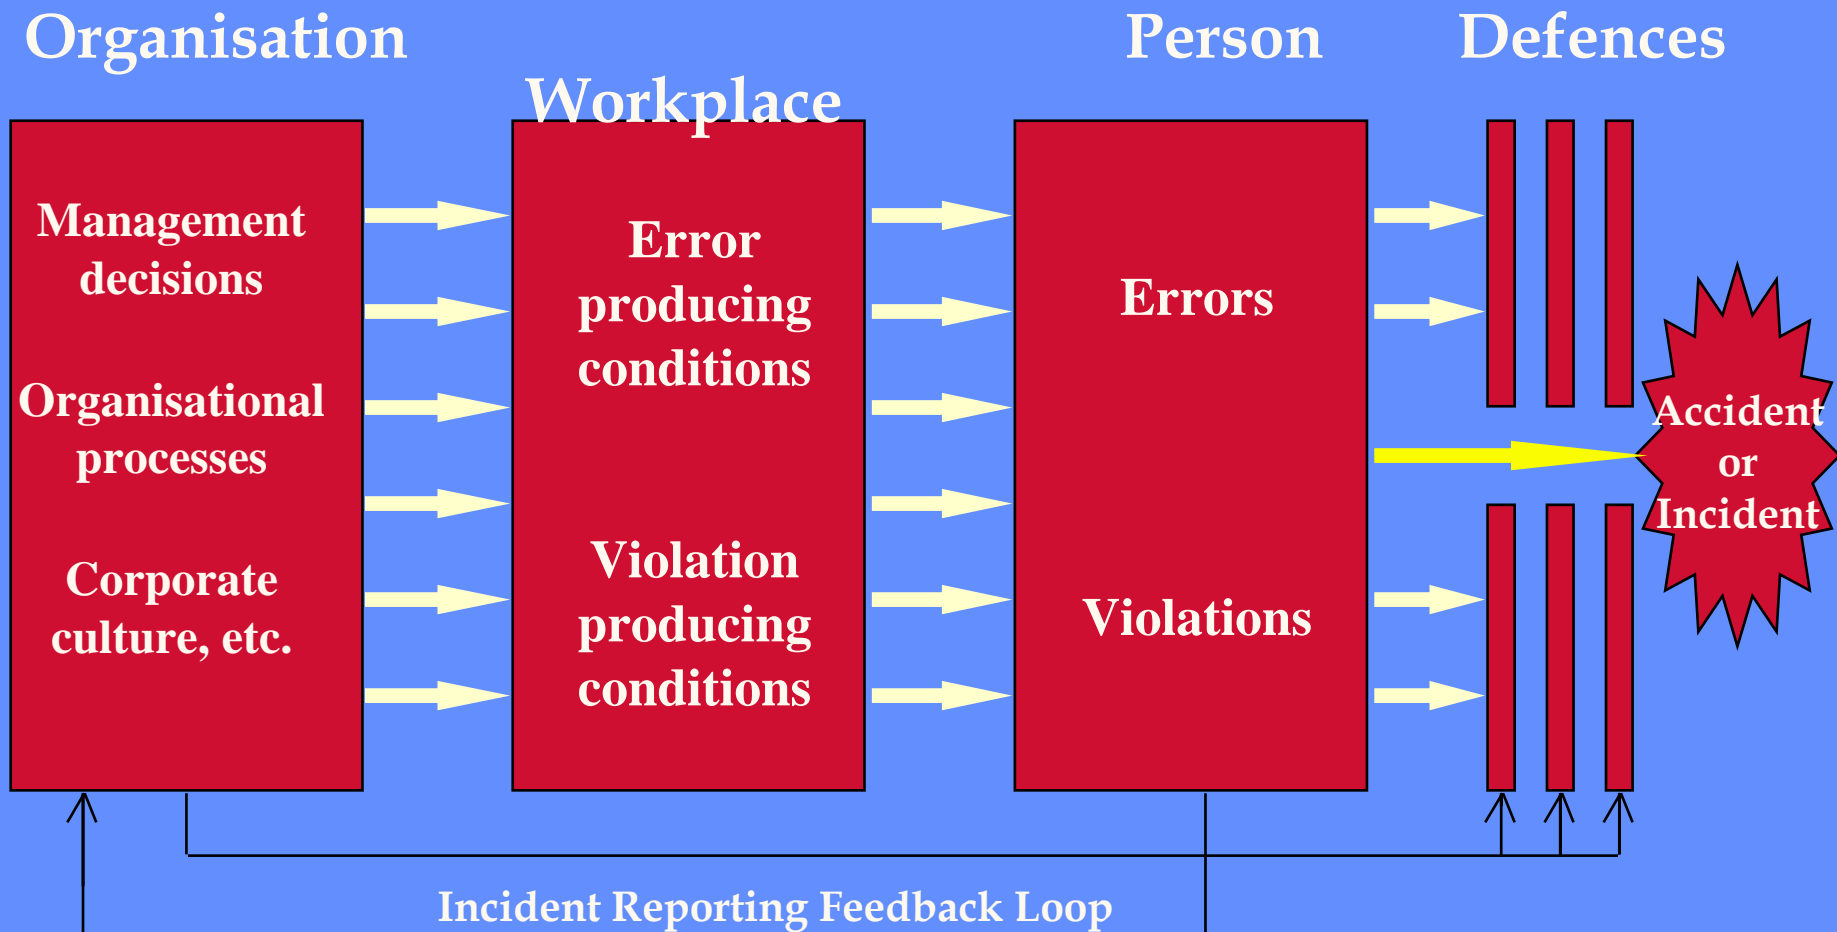 Organisation
Workplace
Person
Defences
Management
decisions
Organisational
processes
Corporate
culture, etc.
Error
producing
conditions
Violation
producing
conditions
Errors
Violations
Accident
or
Incident
Incident Reporting Feedback Loop